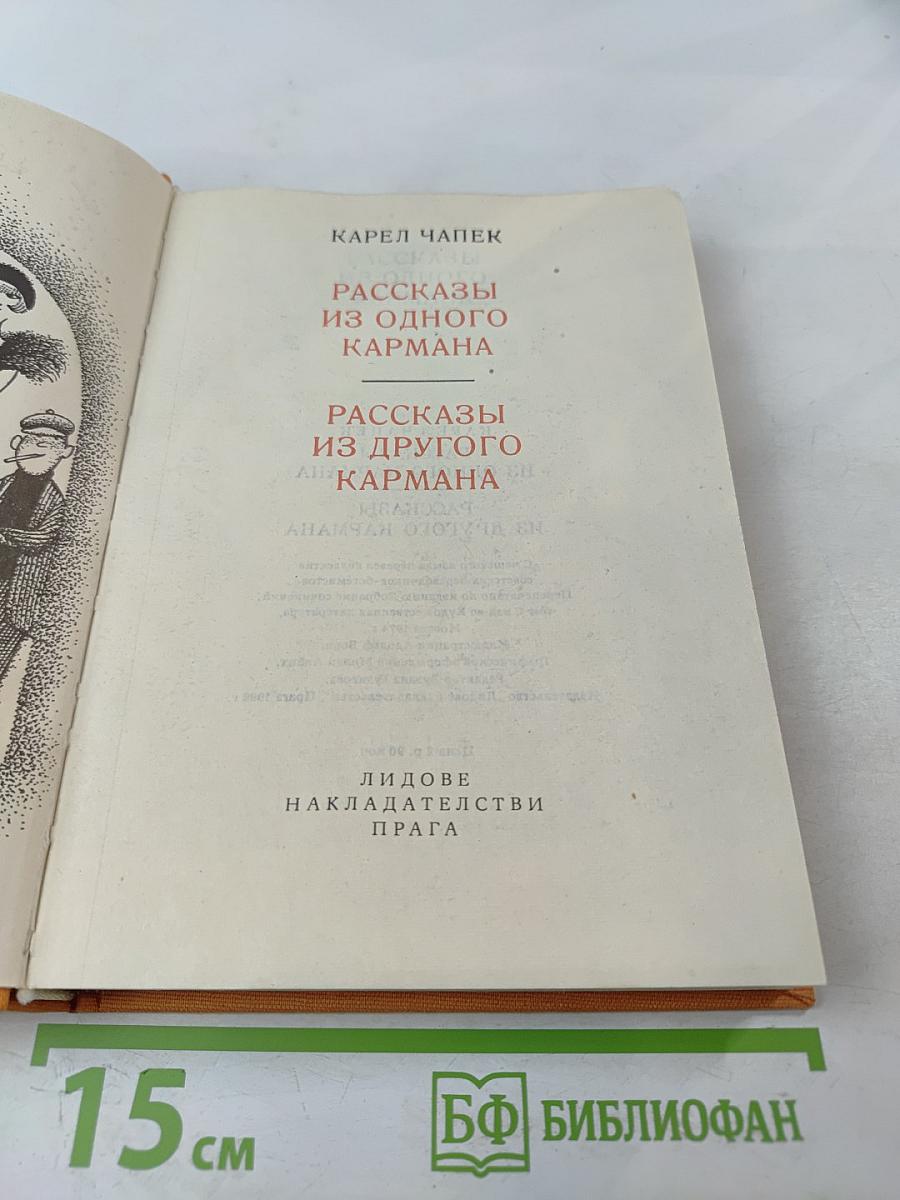 КАРЕЛ ЧАПЕК
РАССКАЗЫ
ИЗ ОДНОГО
КАРМАНА
РАССКАЗЫ
ИЗ ДРУГОГО
КАРМАНА
ЛИДОВЕ
НАКЛАДАТЕЛСТВИ
ПРАГА
15 см
БФ БИБЛИОФАН